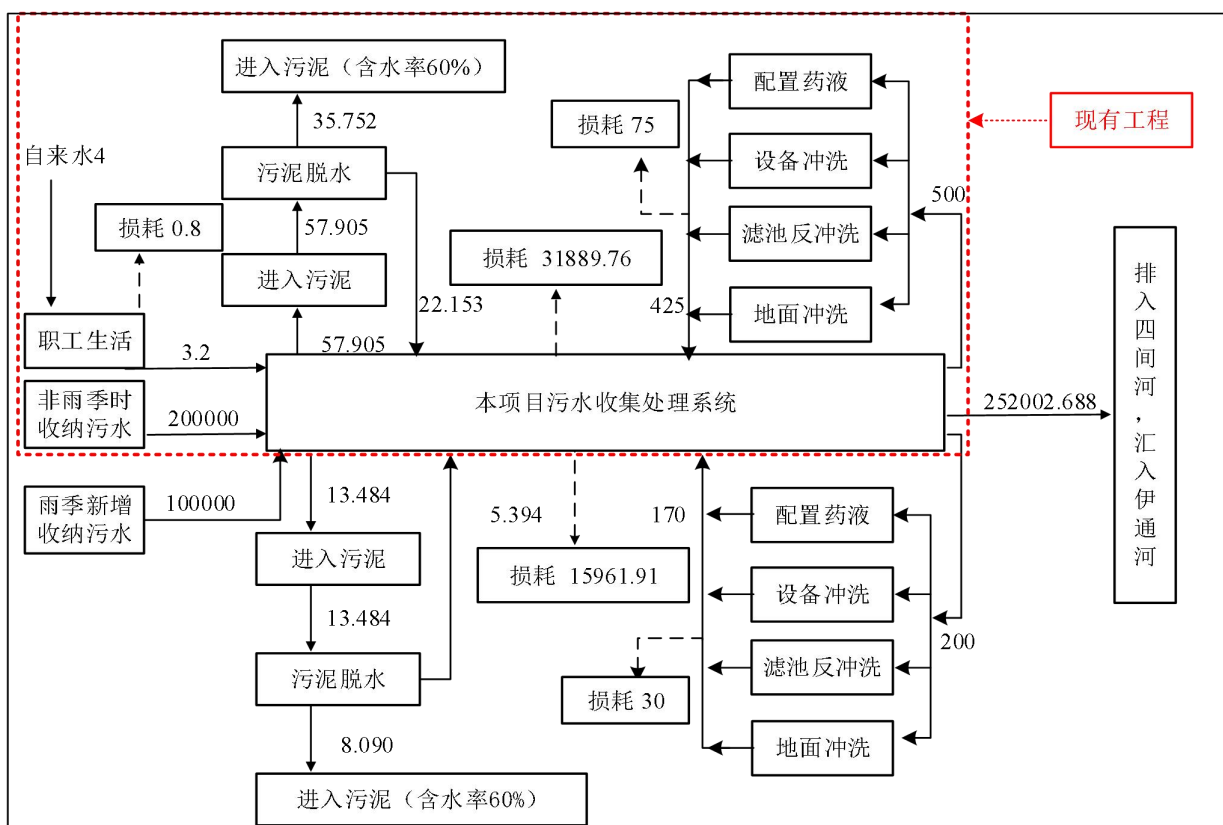 进入污泥（含水率60%）
35.752
污泥脱水
57.905
进入污泥
57.905
22.153
自来水4
损耗 0.8
职工生活
3.2
非雨季时
收纳污水
200000
雨季新增
收纳污水
100000
损耗 31889.76
损耗 75
425
配置药液
设备冲洗
滤池反冲洗
地面冲洗
500
现有工程
本项目污水收集处理系统
252002.688
排入四间河，汇入伊通河
13.484
进入污泥
13.484
污泥脱水
8.090
进入污泥（含水率60%）
5.394
损耗 15961.91
170
损耗 30
配置药液
设备冲洗
滤池反冲洗
地面冲洗
200